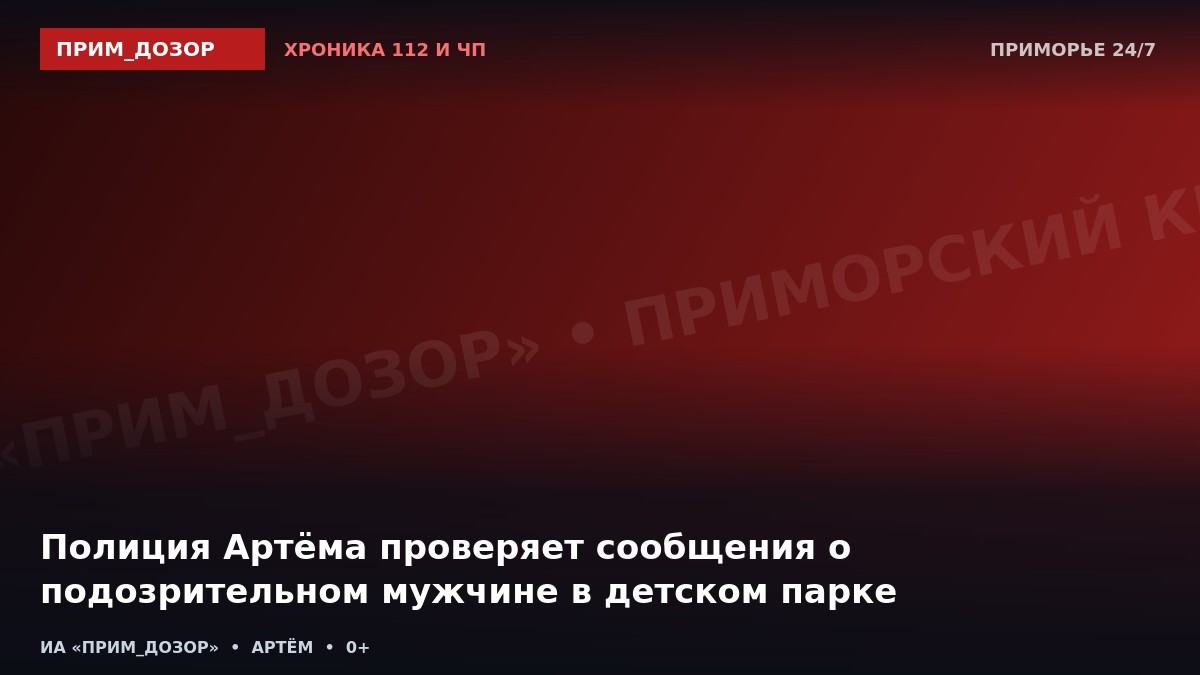 ПРИМ_ДОЗОР ХРОНИКА 112 И ЧП ПРИМОРЬЕ 24/7
«ПРИМ_ДОЗОР» • ПРИМОРСКИЙ
Полиция Артёма проверяет сообщения о
подозрительном мужчине в детском парке
ИА «ПРИМ_ДОЗОР» • АРТЁМ • 0+